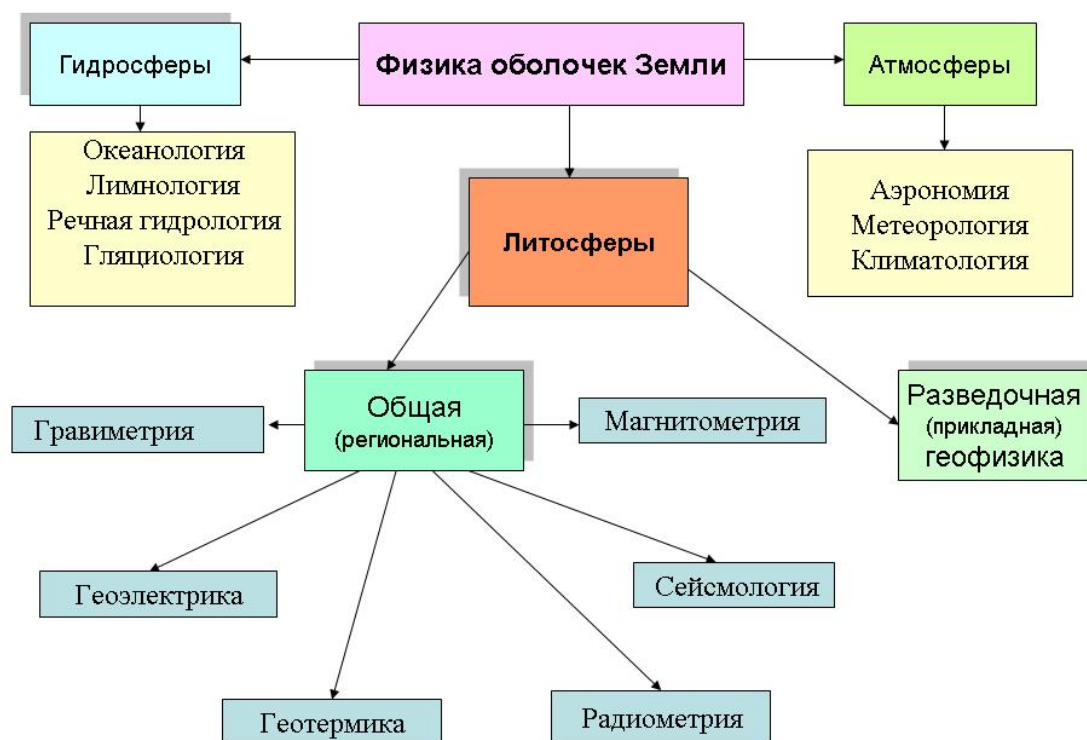 Гидросферы
Физика оболочек Земли
Атмосферы
Океанология
Лимнология
Речная гидрология
Гляциология
Литосферы
Аэрономия
Метеорология
Климатология
Общая
(региональная)
Гравиметрия
Магнитометрия
Разведочная
(прикладная)
геофизика
Геоэлектрика
Сейсмология
Геотермика
Радиометрия